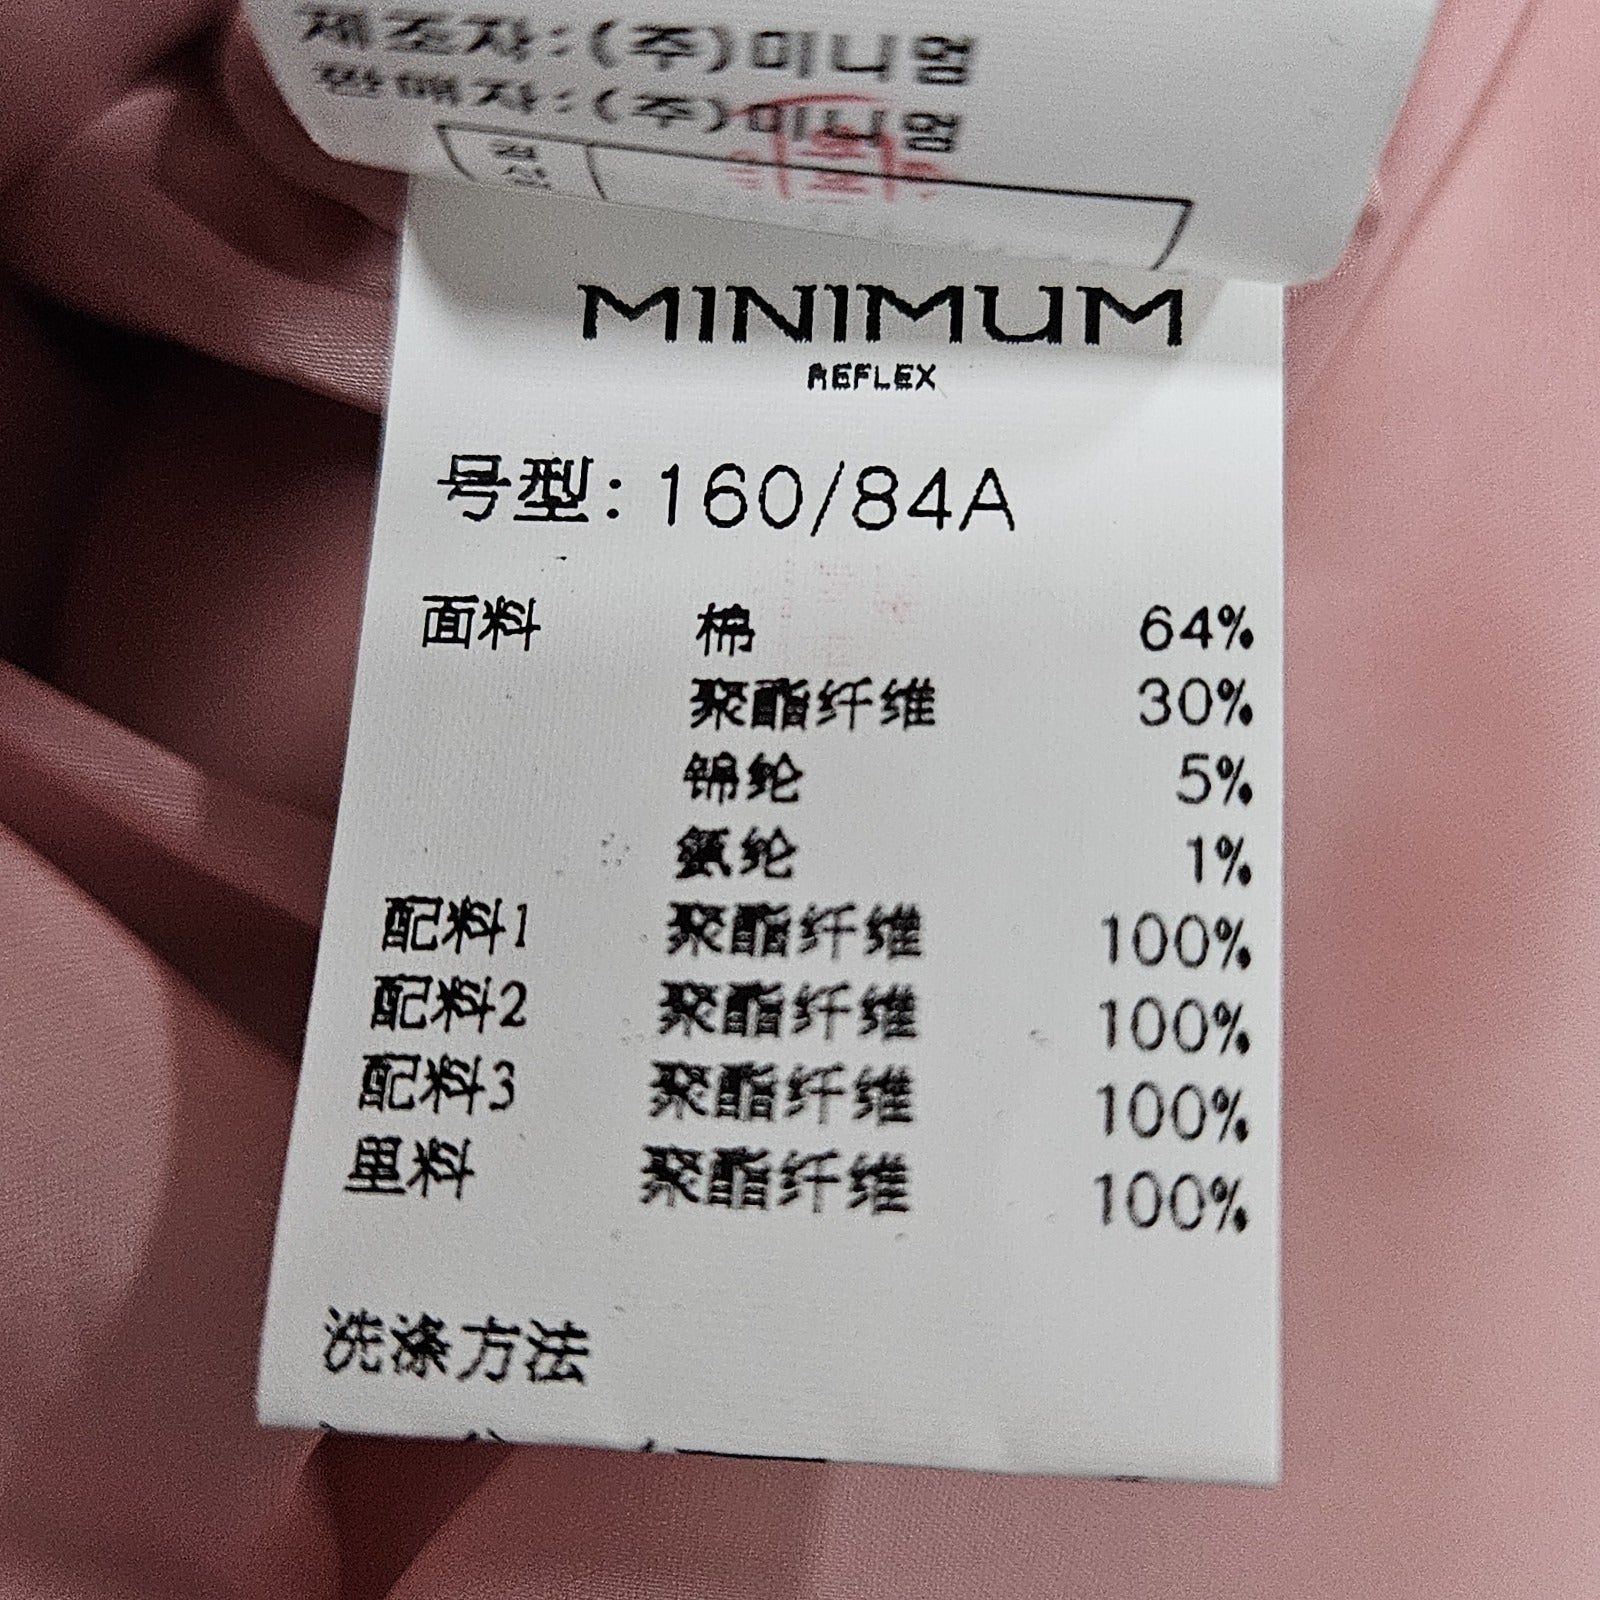 제조자:(주)미니멈
판매자:(주)미니멈
MINIMUM
REFLEX
号型: 160/84A
面料 棉 64%
聚酯纤维 30%
锦纶 5%
氨纶 1%
配料1 聚酯纤维 100%
配料2 聚酯纤维 100%
配料3 聚酯纤维 100%
里料 聚酯纤维 100%
洗涤方法